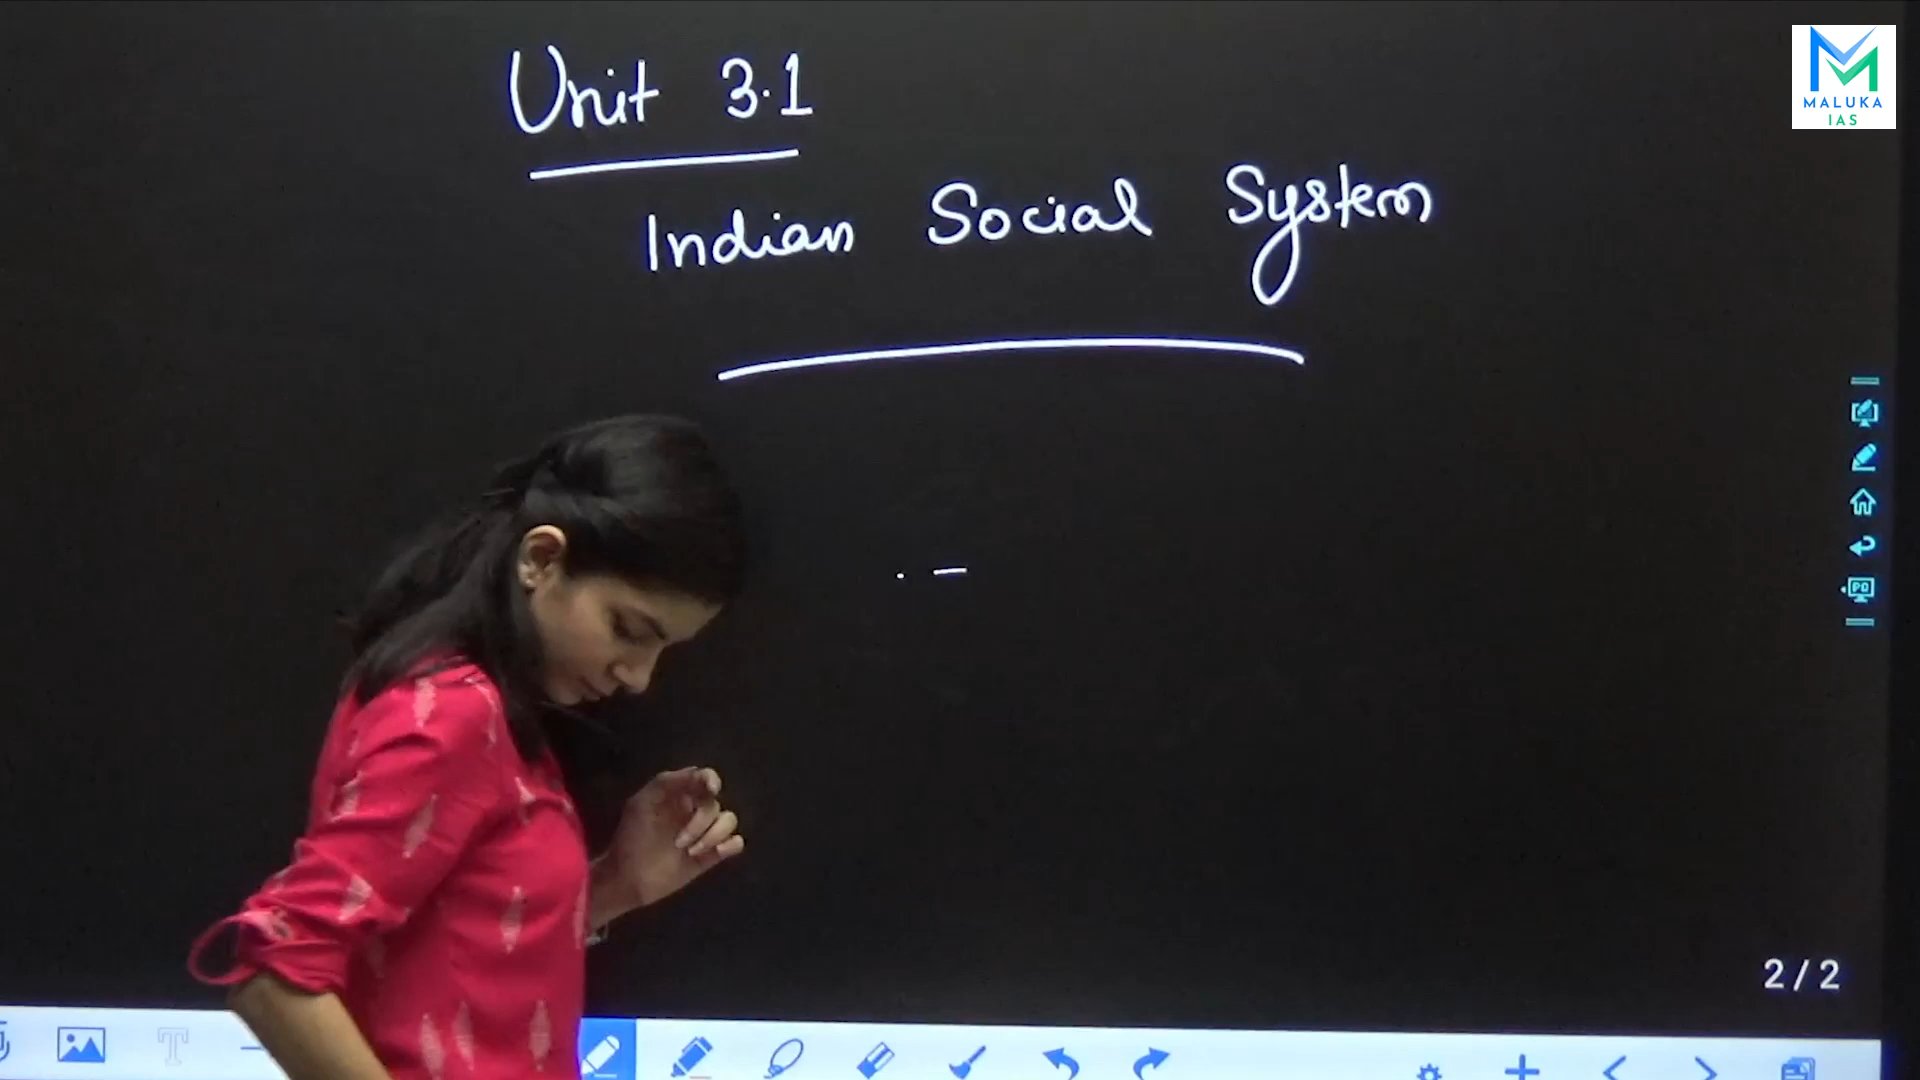 Unit 3.1
Indian Social System
MALUKA
IAS
2/2